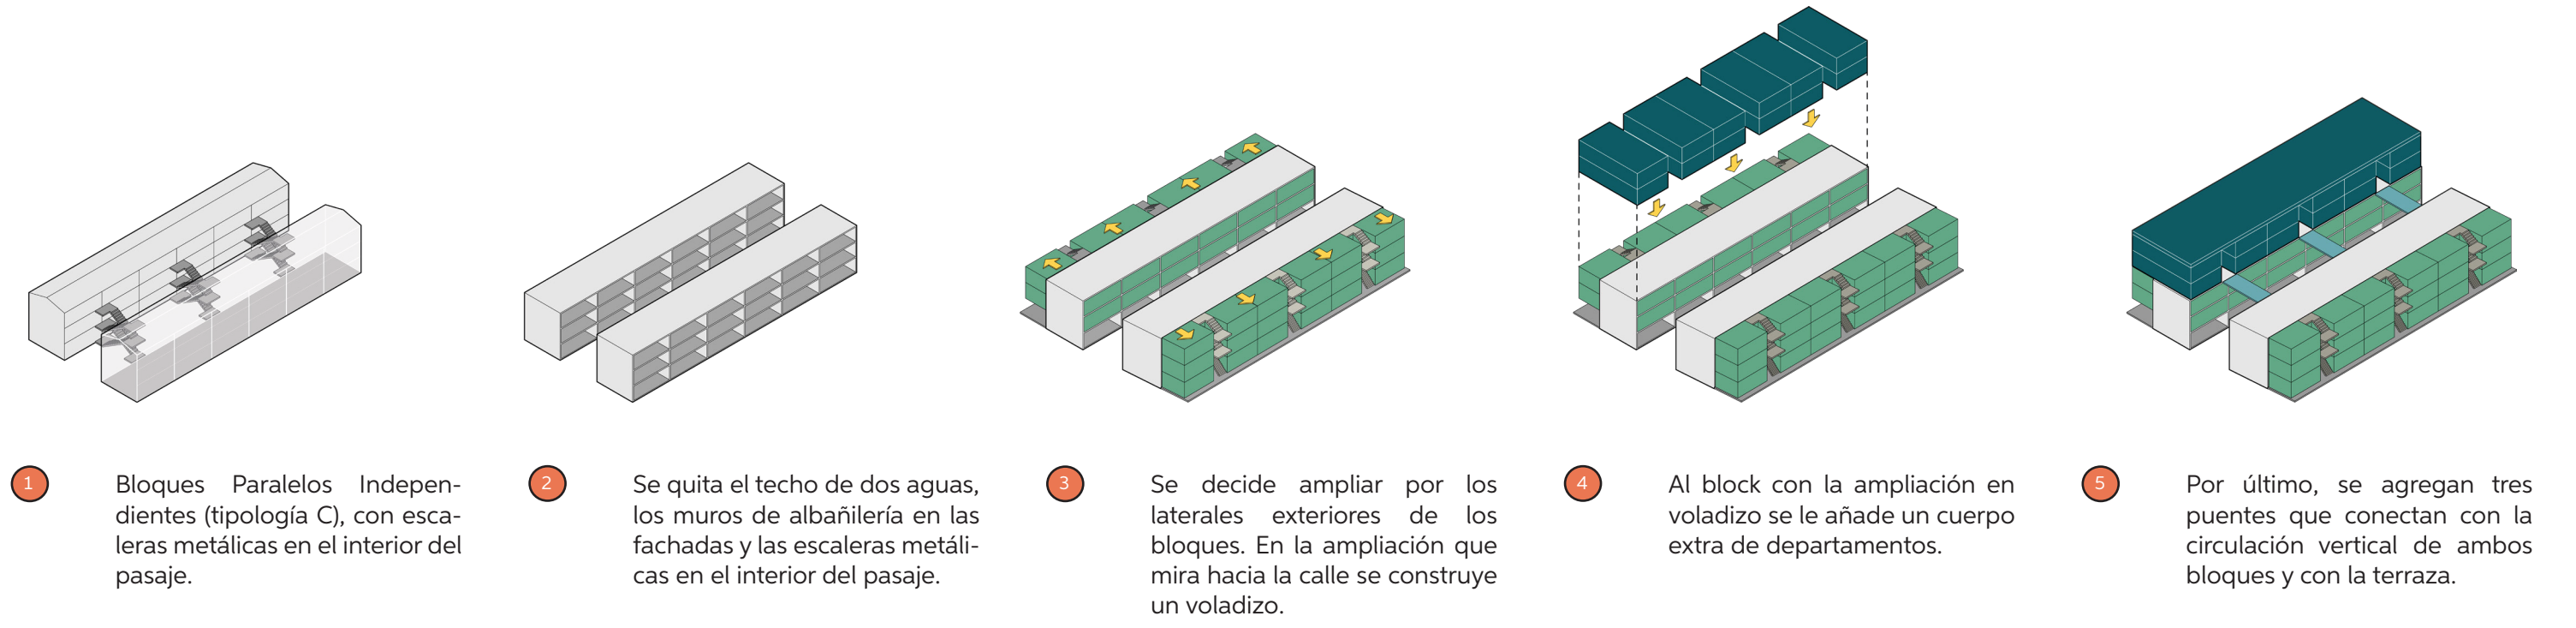 1
Bloques Paralelos Indepen-
dientes (tipología C), con esca-
leras metálicas en el interior del
pasaje.
2
Se quita el techo de dos aguas,
los muros de albañilería en las
fachadas y las escaleras metáli-
cas en el interior del pasaje.
3
Se decide ampliar por los
laterales exteriores de los
bloques. En la ampliación que
mira hacia la calle se construye
un voladizo.
4
Al block con la ampliación en
voladizo se le añade un cuerpo
extra de departamentos.
5
Por último, se agregan tres
puentes que conectan con la
circulación vertical de ambos
bloques y con la terraza.